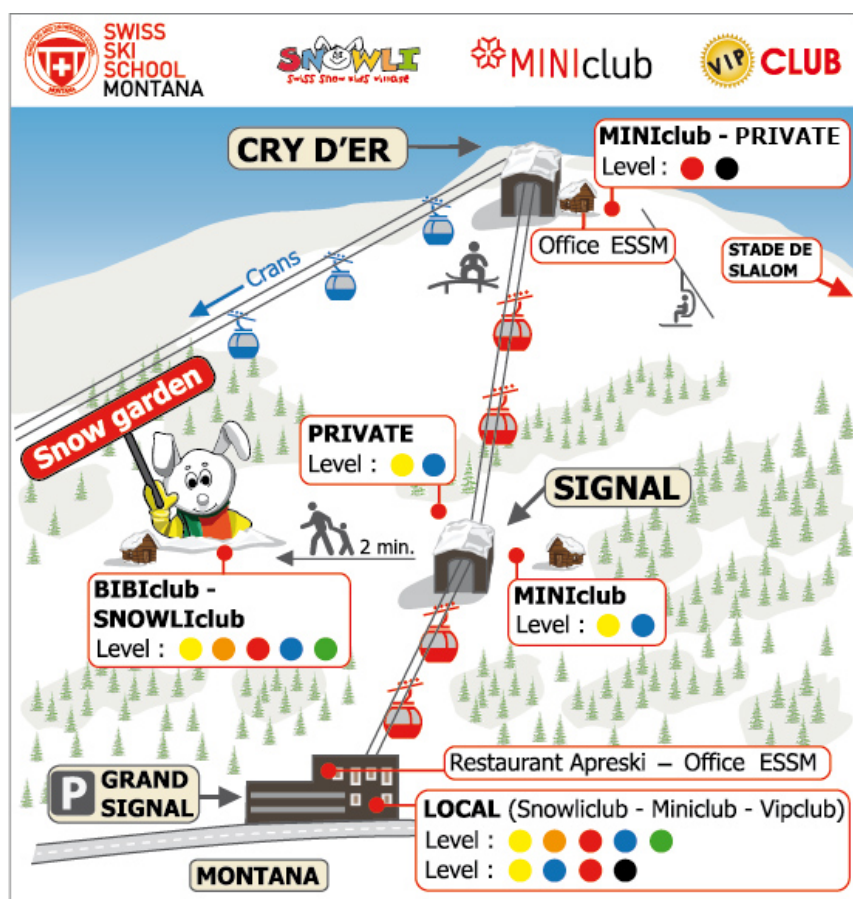 SWISS
SKI
SCHOOL
MONTANA
SNOWLI
SWISS SNOW KIDS VILLAGE
MINIclub
VIP
CLUB
CRY D'ER
MINIclub - PRIVATE
Level :
Office ESSM
STADE DE
SLALOM
Crans
Snow garden
PRIVATE
Level :
SIGNAL
2 min.
BIBIclub -
SNOWLIclub
Level :
MINIclub
Level :
Restaurant Apreski – Office ESSM
P
GRAND
SIGNAL
LOCAL (Snowliclub - Miniclub - Vipclub)
Level :
Level :
MONTANA